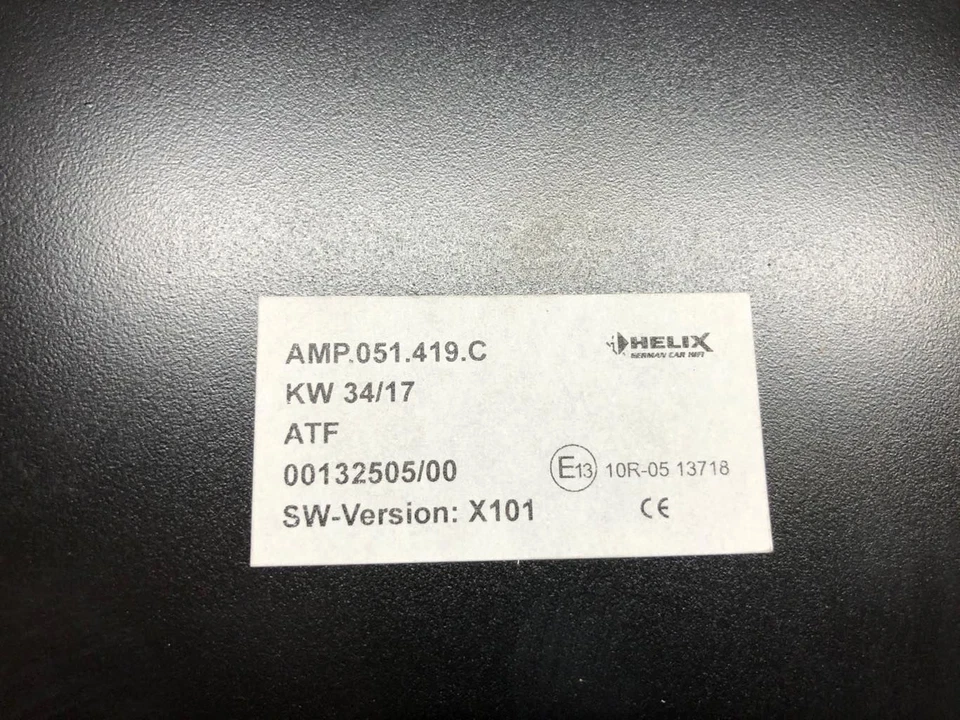 AMP.051.419.C
HELIX
GERMAN CAR HIFI
KW 34/17
ATF
00132505/00
E13 10R-05 13718
SW-Version: X101
CE